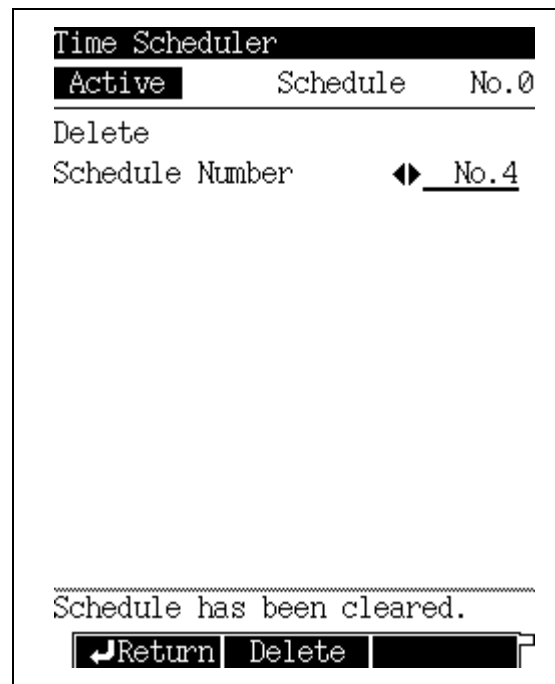 Time Scheduler
Active Schedule No.0
Delete
Schedule Number No.4
Schedule has been cleared.
Return Delete